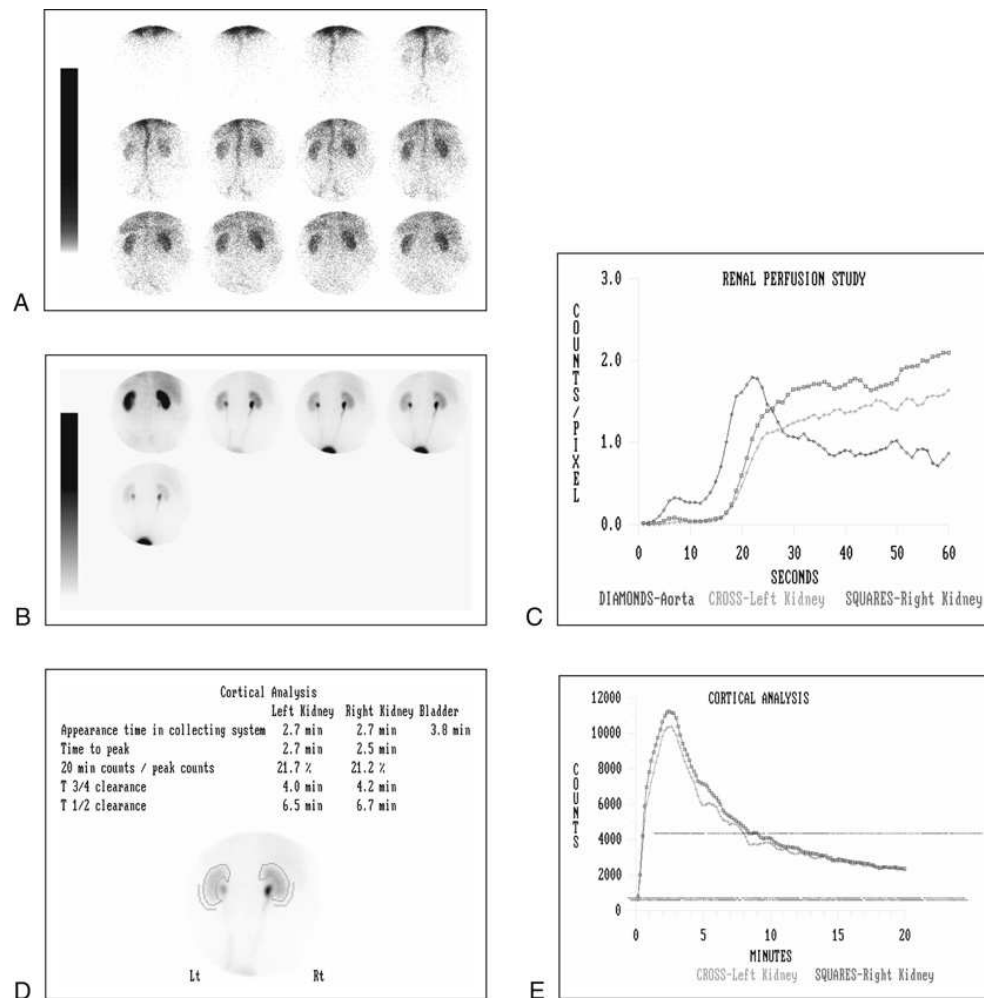 A
B
C
RENAL PERFUSION STUDY
COUNTS/PIXEL
3.0
2.0
1.0
0.0
0 10 20 30 40 50 60
SECONDS
DIAMONDS-Aorta CROSS-Left Kidney SQUARES-Right Kidney
D
Cortical Analysis
Left Kidney Right Kidney Bladder
Appearance time in collecting system 2.7 min 2.7 min 3.8 min
Time to peak 2.7 min 2.5 min
20 min counts / peak counts 21.7 % 21.2 %
T 3/4 clearance 4.0 min 4.2 min
T 1/2 clearance 6.5 min 6.7 min
Lt Rt
E
CORTICAL ANALYSIS
COUNTS
12000
10000
8000
6000
4000
2000
0
0 5 10 15 20
MINUTES
CROSS-Left Kidney SQUARES-Right Kidney